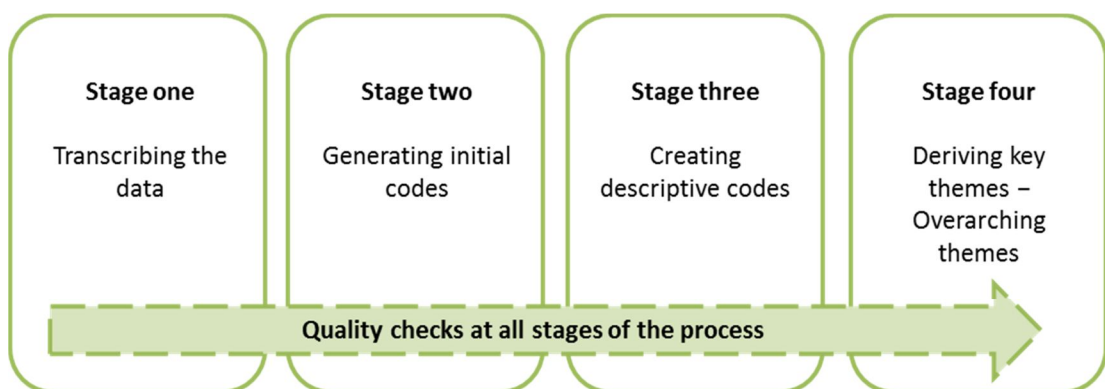 Stage one
Transcribing the
data
Stage two
Generating initial
codes
Stage three
Creating
descriptive codes
Stage four
Deriving key
themes –
Overarching
themes
Quality checks at all stages of the process